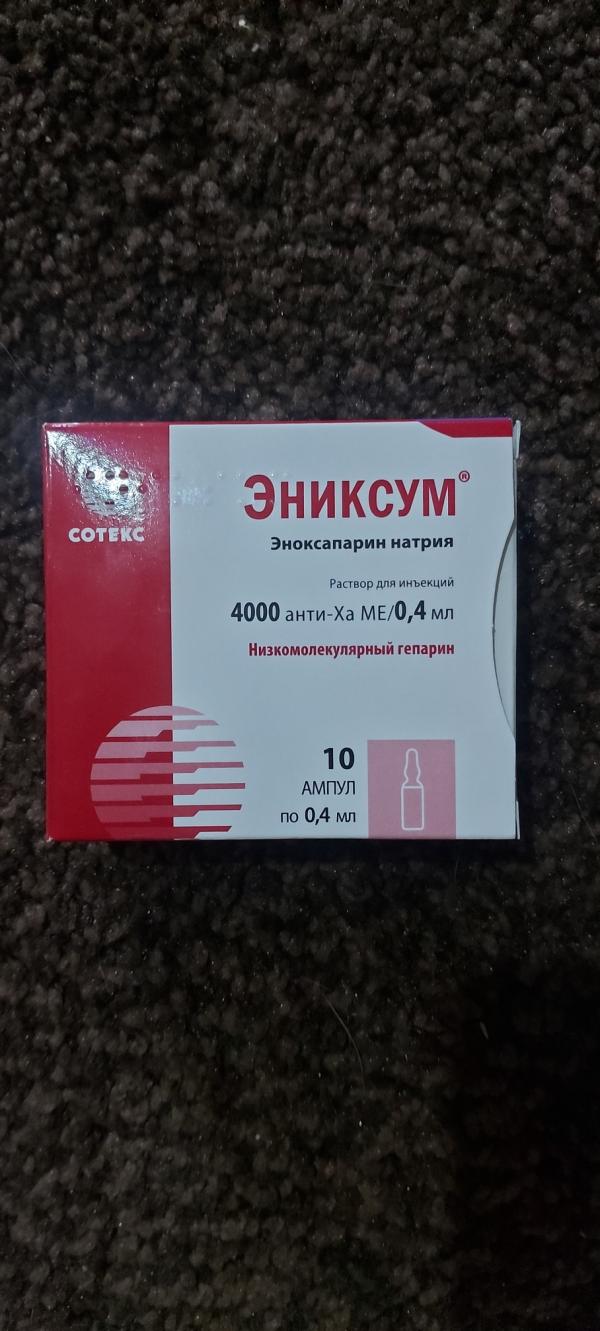 СОТЕКС
ЭНИКСУМ®
Эноксапарин натрия
Раствор для инъекций
4000 анти-Ха МЕ/0,4 мл
Низкомолекулярный гепарин
10
АМПУЛ
по 0,4 мл